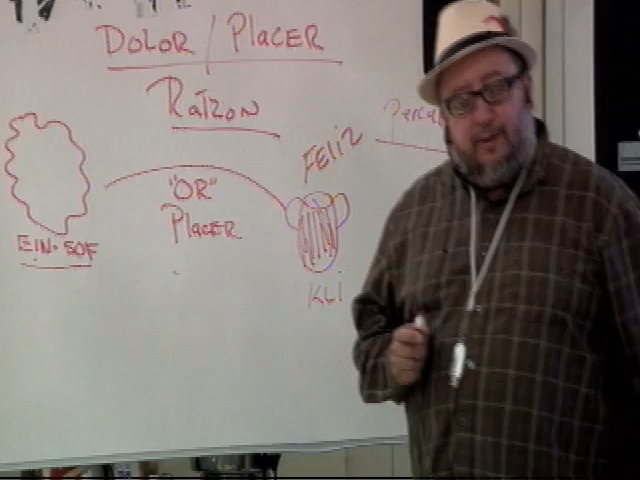 DOLOR / PLACER
RATZON
FELIZ
"OR"
PLACER
EIN-SOF
KLI